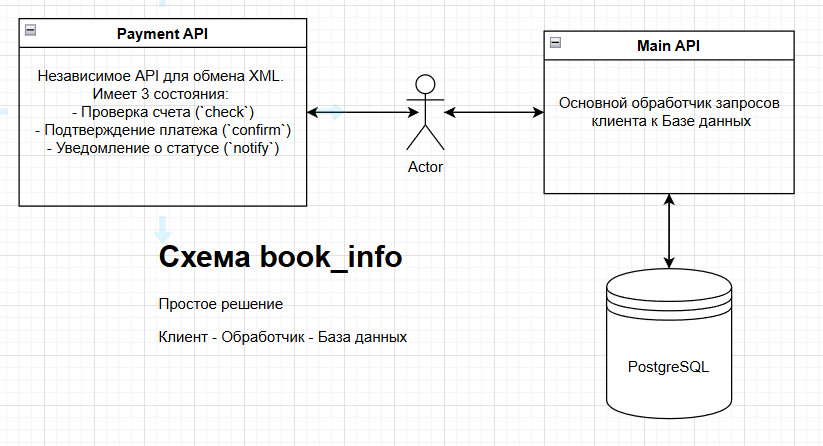 Payment API
Независимое API для обмена XML.
Имеет 3 состояния:
- Проверка счета (`check`)
- Подтверждение платежа (`confirm`)
- Уведомление о статусе (`notify`)
Actor
Main API
Основной обработчик запросов
клиента к Базе данных
Схема book_info
Простое решение
Клиент - Обработчик - База данных
PostgreSQL